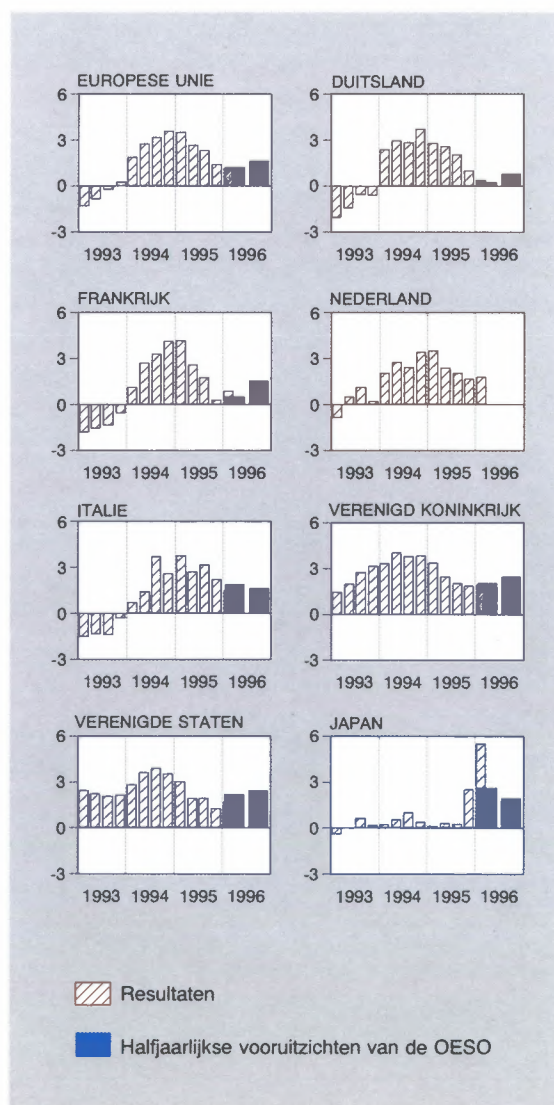 EUROPESE UNIE
6
3
0
-3
1993 1994 1995 1996
DUITSLAND
6
3
0
-3
1993 1994 1995 1996
FRANKRIJK
6
3
0
-3
1993 1994 1995 1996
NEDERLAND
6
3
0
-3
1993 1994 1995 1996
ITALIE
6
3
0
-3
1993 1994 1995 1996
VERENIGD KONINKRIJK
6
3
0
-3
1993 1994 1995 1996
VERENIGDE STATEN
6
3
0
-3
1993 1994 1995 1996
JAPAN
6
3
0
-3
1993 1994 1995 1996
Resultaten
Halfjaarlijkse vooruitzichten van de OESO